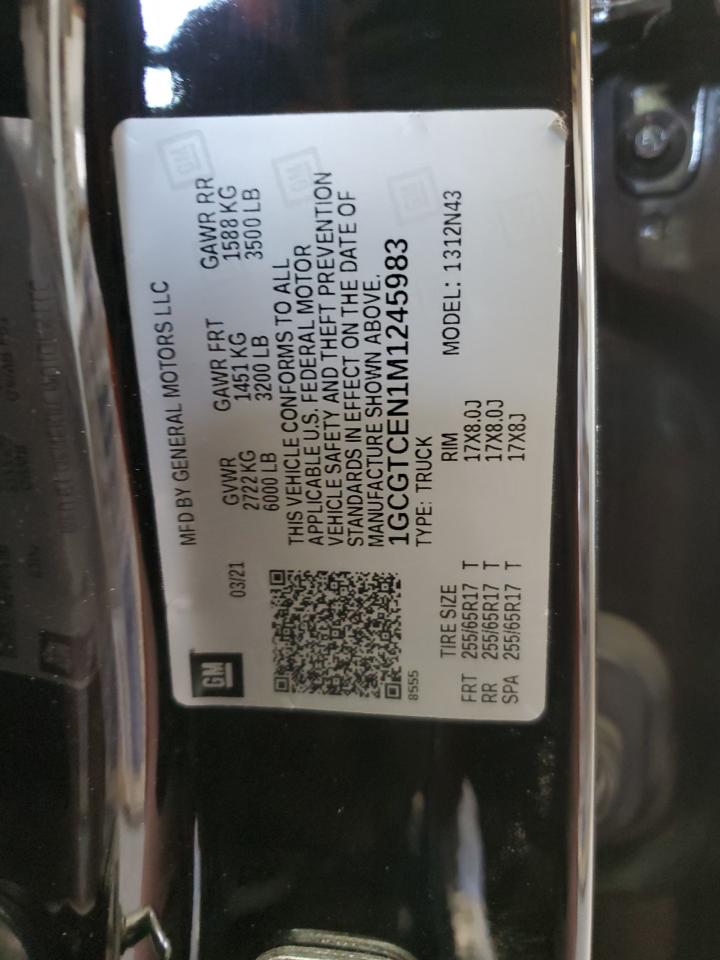 GM
03/21
MFD BY GENERAL MOTORS LLC
GVWR GAWR FRT GAWR RR
2722 KG 1451 KG 1588 KG
6000 LB 3200 LB 3500 LB
THIS VEHICLE CONFORMS TO ALL
APPLICABLE U.S. FEDERAL MOTOR
VEHICLE SAFETY AND THEFT PREVENTION
STANDARDS IN EFFECT ON THE DATE OF
MANUFACTURE SHOWN ABOVE.
1GCGTCEN1M1245983
8555
TYPE: TRUCK
MODEL: 1312N43
TIRE SIZE RIM
FRT 255/65R17 T 17X8.0J
RR 255/65R17 T 17X8.0J
SPA 255/65R17 T 17X8J